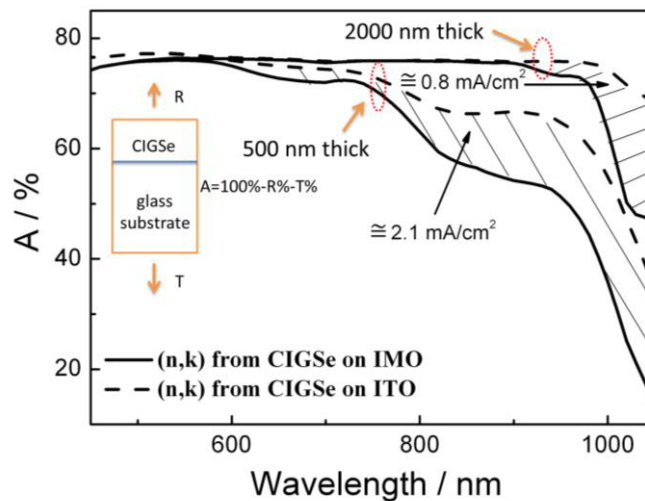 80
60
40
20
A / %
2000 nm thick
≅ 0.8 mA/cm²
500 nm thick
≅ 2.1 mA/cm²
R
CIGSe
A=100%-R%-T%
glass
substrate
T
(n,k) from CIGSe on IMO
(n,k) from CIGSe on ITO
600
800
1000
Wavelength / nm